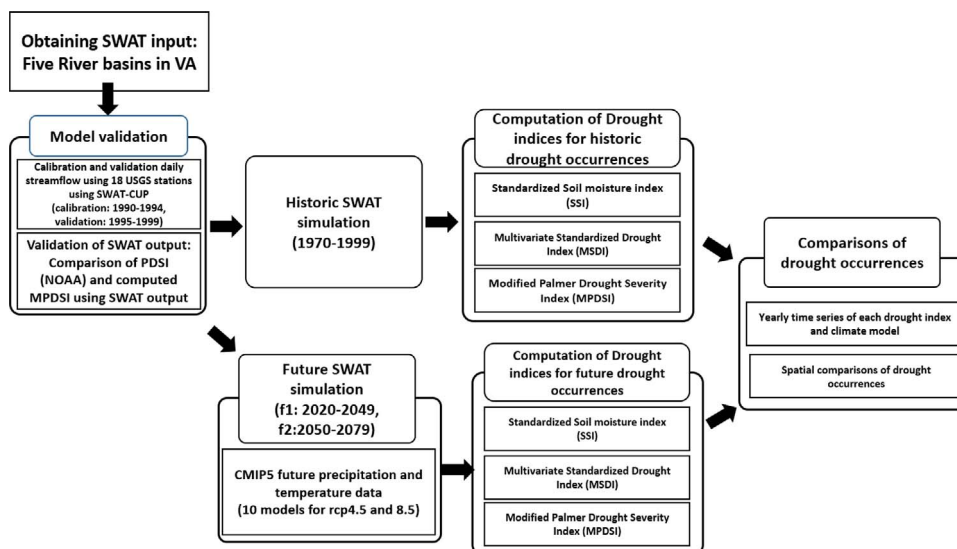 Obtaining SWAT input:
Five River basins in VA
Model validation
Calibration and validation daily
streamflow using 18 USGS stations
using SWAT-CUP
(calibration: 1990-1994,
validation: 1995-1999)
Validation of SWAT output:
Comparison of PDSI
(NOAA) and computed
MPDSI using SWAT output
Historic SWAT
simulation
(1970-1999)
Computation of Drought
indices for historic
drought occurrences
Standardized Soil moisture index
(SSI)
Multivariate Standardized Drought
Index (MSDI)
Modified Palmer Drought Severity
Index (MPDSI)
Future SWAT
simulation
(f1: 2020-2049,
f2:2050-2079)
CMIP5 future precipitation and
temperature data
(10 models for rcp4.5 and 8.5)
Computation of Drought
indices for future drought
occurrences
Standardized Soil moisture index
(SSI)
Multivariate Standardized Drought
Index (MSDI)
Modified Palmer Drought Severity
Index (MPDSI)
Comparisons of
drought occurrences
Yearly time series of each drought index
and climate model
Spatial comparisons of drought
occurrences